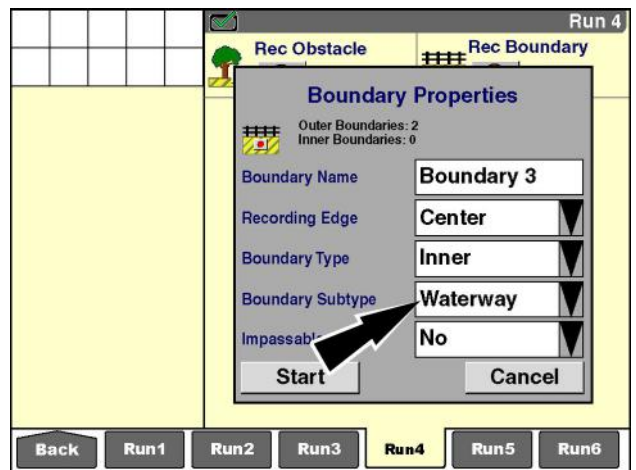 Run 4
Rec Obstacle
Rec Boundary
Boundary Properties
Outer Boundaries: 2
Inner Boundaries: 0
Boundary Name
Boundary 3
Recording Edge
Center
Boundary Type
Inner
Boundary Subtype
Waterway
No
Start
Cancel
Back
Run1
Run2
Run3
Run4
Run5
Run6